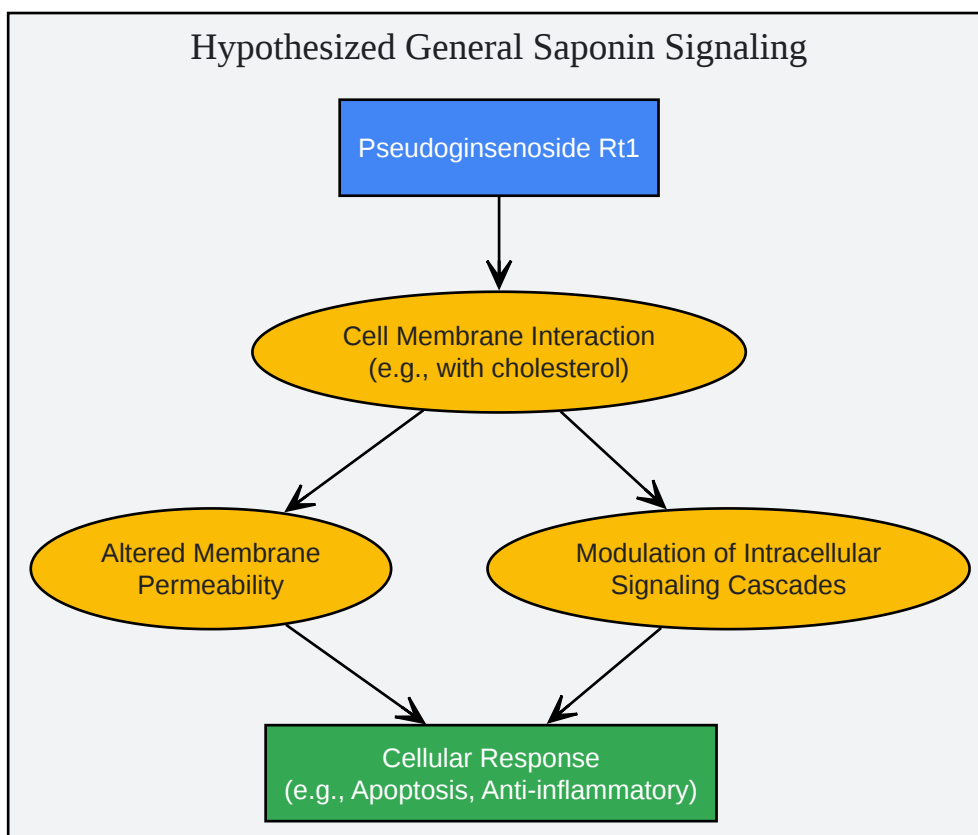 Hypothesized General Saponin Signaling
Pseudoginsenoside Rt1
Cell Membrane Interaction
(e.g., with cholesterol)
Altered Membrane
Permeability
Modulation of Intracellular
Signaling Cascades
Cellular Response
(e.g., Apoptosis, Anti-inflammatory)